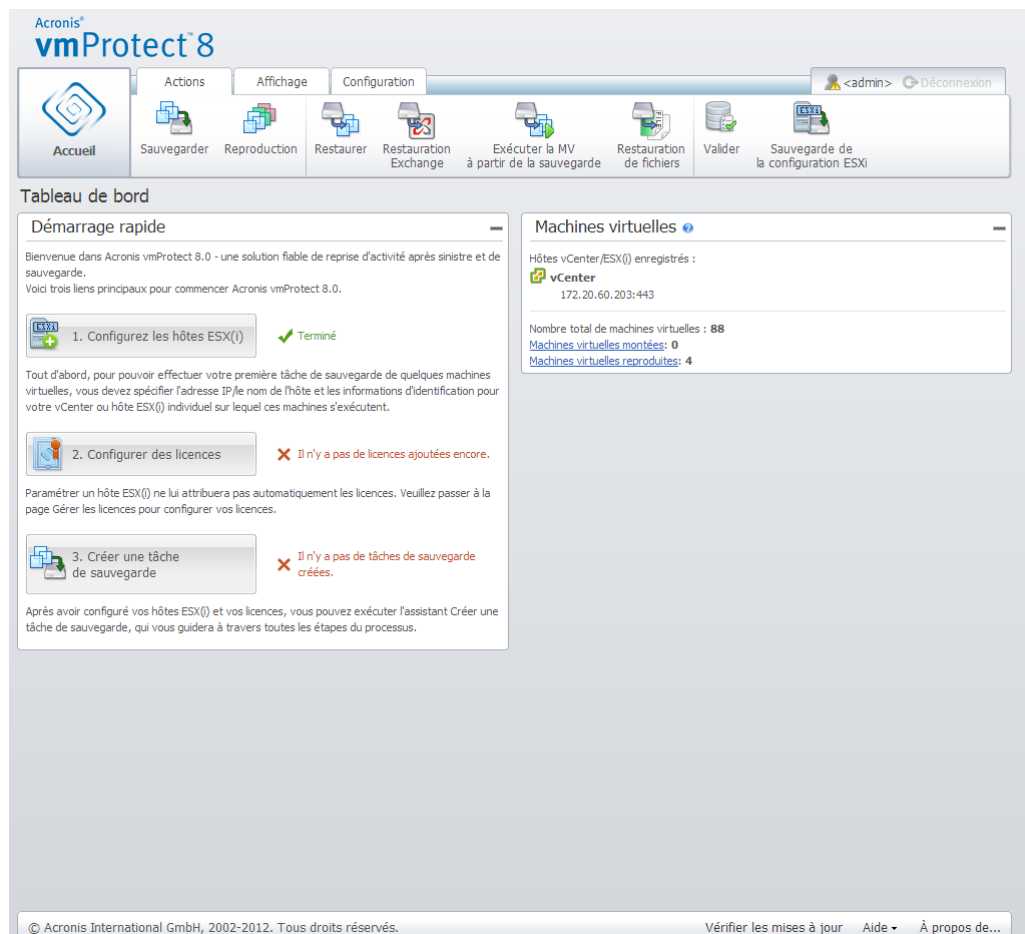 Acronis®
vmProtect™ 8
Actions Affichage Configuration
<admin> Déconnexion
Accueil
Sauvegarder
Reproduction
Restaurer
Restauration
Exchange
Exécuter la MV
à partir de la sauvegarde
Restauration
de fichiers
Valider
Sauvegarde de
la configuration ESXi
Tableau de bord
Démarrage rapide
Bienvenue dans Acronis vmProtect 8.0 - une solution fiable de reprise d'activité après sinistre et de
sauvegarde.
Voici trois liens principaux pour commencer Acronis vmProtect 8.0.
ESXi
1. Configurez les hôtes ESX(i)
Terminé
Tout d'abord, pour pouvoir effectuer votre première tâche de sauvegarde de quelques machines
virtuelles, vous devez spécifier l'adresse IP/le nom de l'hôte et les informations d'identification pour
votre vCenter ou hôte ESX(i) individuel sur lequel ces machines s'exécutent.
2. Configurer des licences
Il n'y a pas de licences ajoutées encore.
Paramétrer un hôte ESX(i) ne lui attribuera pas automatiquement les licences. Veuillez passer à la
page Gérer les licences pour configurer vos licences.
3. Créer une tâche
de sauvegarde
Il n'y a pas de tâches de sauvegarde
créées.
Après avoir configuré vos hôtes ESX(i) et vos licences, vous pouvez exécuter l'assistant Créer une
tâche de sauvegarde, qui vous guidera à travers toutes les étapes du processus.
Machines virtuelles
Hôtes vCenter/ESX(i) enregistrés :
vCenter
172.20.60.203:443
Nombre total de machines virtuelles : 88
Machines virtuelles montées: 0
Machines virtuelles reproduites: 4
© Acronis International GmbH, 2002-2012. Tous droits réservés.
Vérifier les mises à jour Aide À propos de...